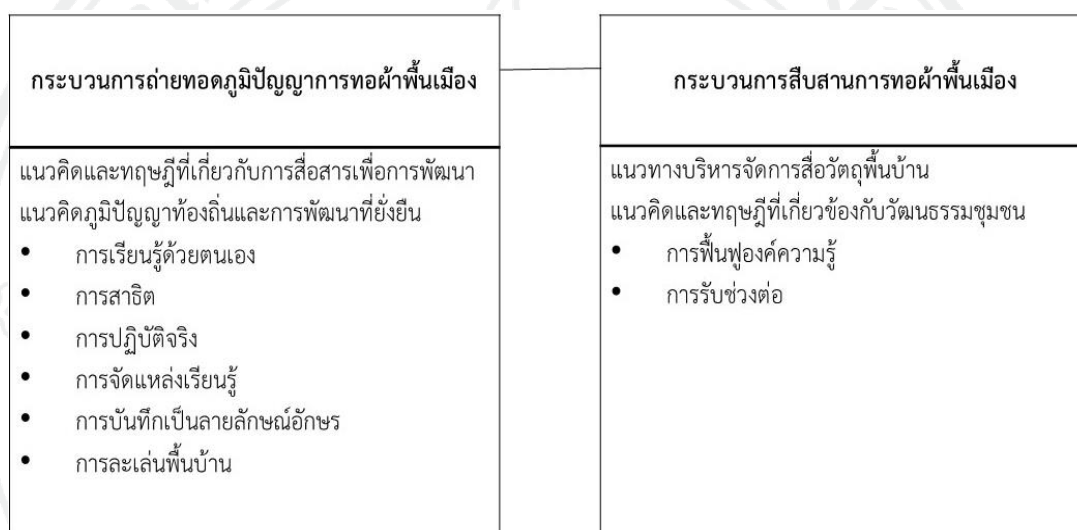 กระบวนการถ่ายทอดภูมิปัญญาการทอผ้าพื้นเมือง
แนวคิดและทฤษฎีที่เกี่ยวกับการสื่อสารเพื่อการพัฒนา
แนวคิดภูมิปัญญาท้องถิ่นและการพัฒนาที่ยั่งยืน
• การเรียนรู้ด้วยตนเอง
• การสาธิต
• การปฏิบัติจริง
• การจัดแหล่งเรียนรู้
• การบันทึกเป็นลายลักษณ์อักษร
• การละเล่นพื้นบ้าน
กระบวนการสืบสานการทอผ้าพื้นเมือง
แนวทางบริหารจัดการสื่อวัตถุพื้นบ้าน
แนวคิดและทฤษฎีที่เกี่ยวข้องกับวัฒนธรรมชุมชน
• การฟื้นฟูองค์ความรู้
• การรับช่วงต่อ